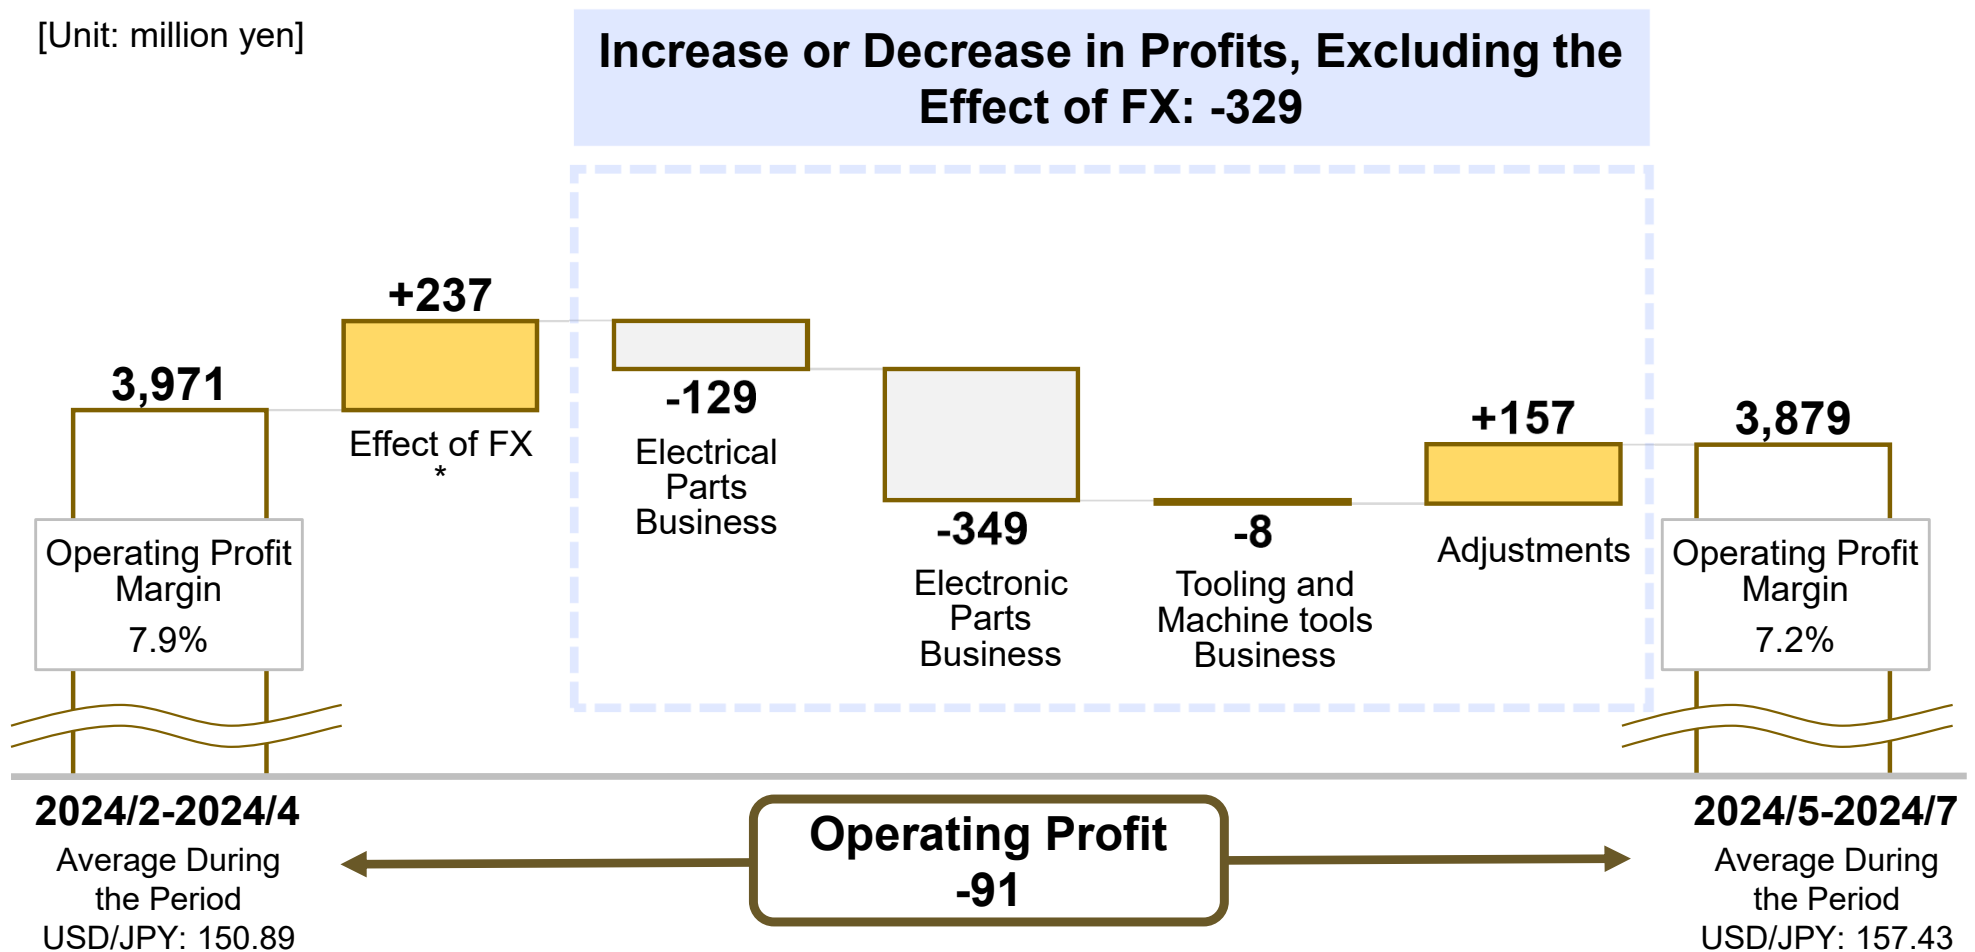 [Unit: million yen]
Increase or Decrease in Profits, Excluding the
Effect of FX: -329
3,971
+237
Effect of FX
*
-129
Electrical
Parts
Business
-349
Electronic
Parts
Business
-8
Tooling and
Machine tools
Business
+157
Adjustments
3,879
Operating Profit
Margin
7.9%
Operating Profit
Margin
7.2%
2024/2-2024/4
Average During
the Period
USD/JPY: 150.89
Operating Profit
-91
2024/5-2024/7
Average During
the Period
USD/JPY: 157.43